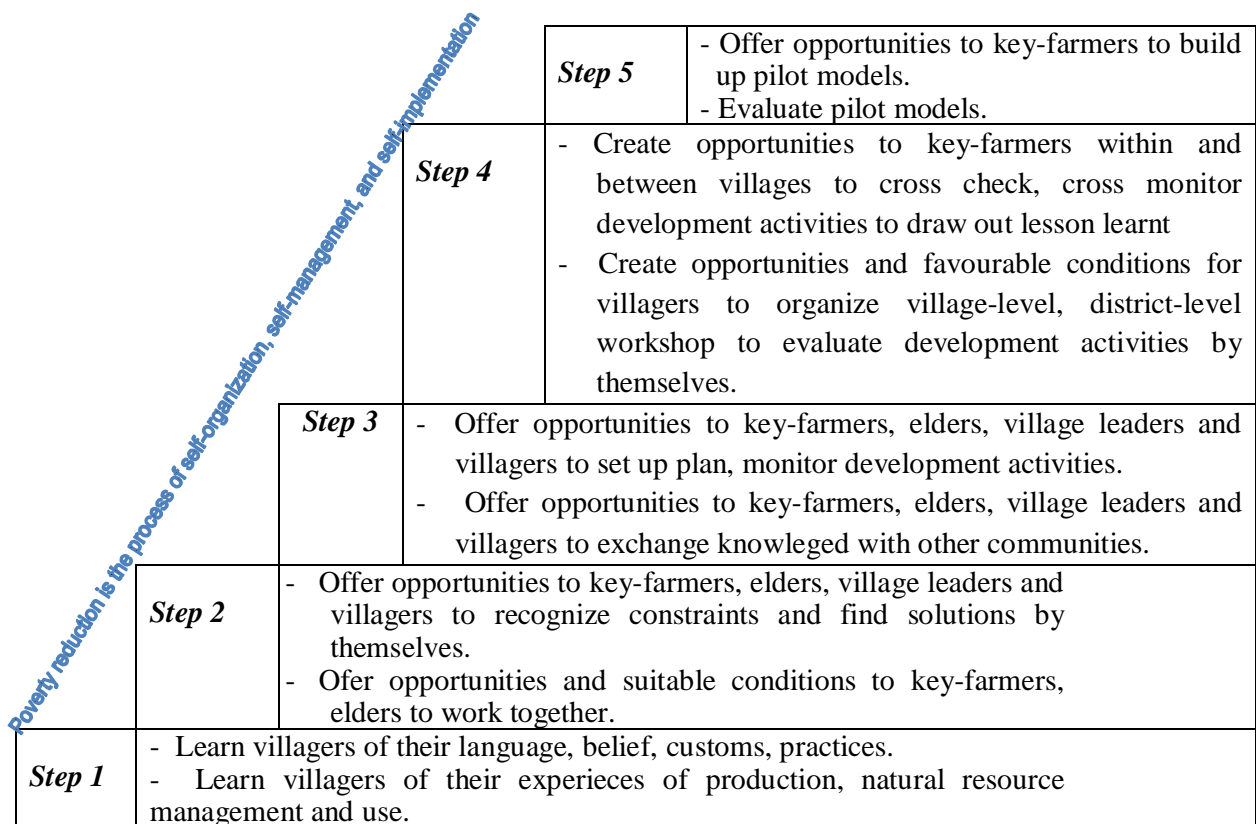 Poverty reduction is the process of self-organization, self-management, and self-implementation
Step 5
- Offer opportunities to key-farmers to build
up pilot models.
- Evaluate pilot models.
Step 4
- Create opportunities to key-farmers within and
between villages to cross check, cross monitor
development activities to draw out lesson learnt
- Create opportunities and favourable conditions for
villagers to organize village-level, district-level
workshop to evaluate development activities by
themselves.
Step 3
- Offer opportunities to key-farmers, elders, village leaders and
villagers to set up plan, monitor development activities.
- Offer opportunities to key-farmers, elders, village leaders and
villagers to exchange knowleged with other communities.
Step 2
- Offer opportunities to key-farmers, elders, village leaders and
villagers to recognize constraints and find solutions by
themselves.
- Ofer opportunities and suitable conditions to key-farmers,
elders to work together.
Step 1
- Learn villagers of their language, belief, customs, practices.
- Learn villagers of their experieces of production, natural resource
management and use.